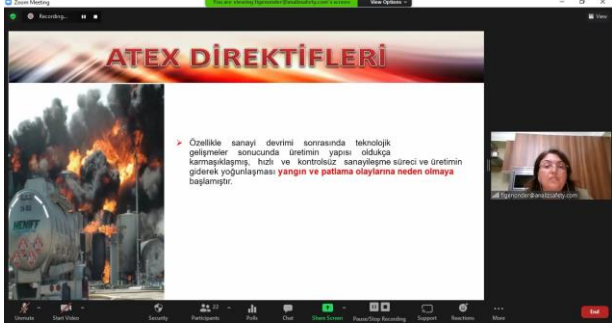 Zoom Meeting
You are viewing figenonder@analizsafety.com's screen
View Options
Recording...
View
ATEX DİREKTİFLERİ
Özellikle sanayi devrimi sonrasında teknolojik
gelişmeler sonucunda üretimin yapısı oldukça
karmaşıklaşmış, hızlı ve kontrolsüz sanayileşme süreci ve üretimin
giderek yoğunlaşması yangın ve patlama olaylarına neden olmaya
başlamıştır.
figenonder@analizsafety.com
Unmute
Start Video
Security
Participants
22
Polls
Chat
Share Screen
Pause/Stop Recording
Support
Reactions
More
End